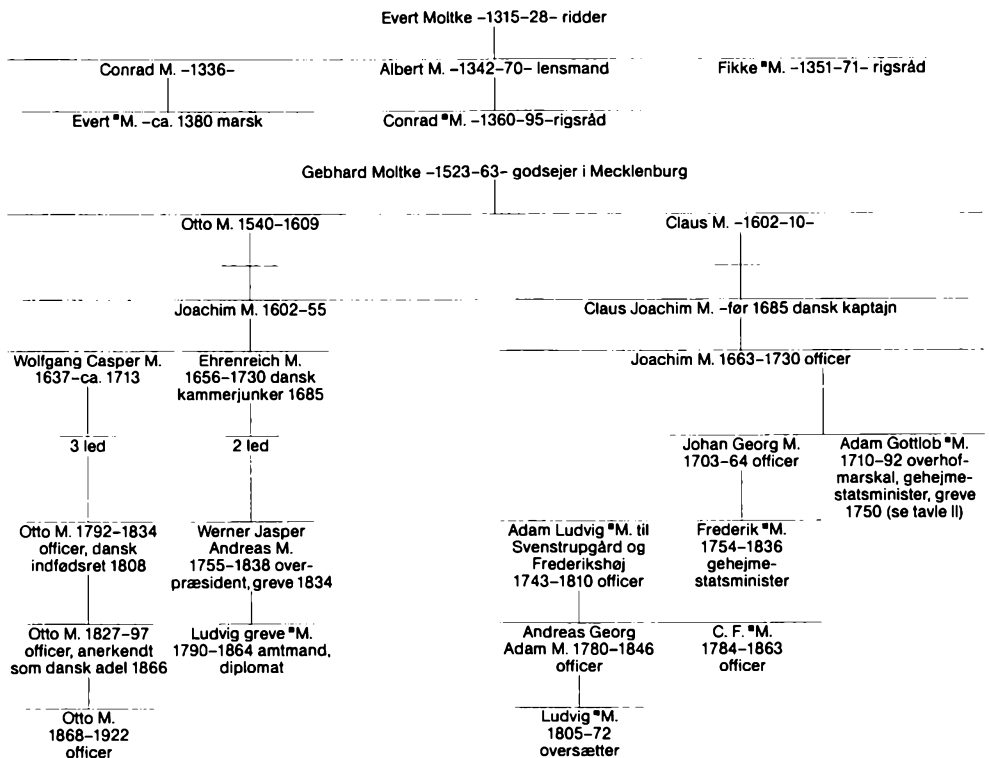 Evert Moltke –1315–28– ridder
Conrad M. –1336–
Albert M. –1342–70– lensmand
Fikke ■M. –1351–71– rigsråd
Evert ■M. –ca. 1380 marsk
Conrad ■M. –1360–95–rigsråd
Gebhard Moltke –1523–63– godsejer i Mecklenburg
Otto M. 1540–1609
Claus M. –1602–10–
Joachim M. 1602–55
Claus Joachim M. –før 1685 dansk kaptajn
Wolfgang Casper M.
1637–ca. 1713
Ehrenreich M.
1656–1730 dansk
kammerjunker 1685
Joachim M. 1663–1730 officer
3 led
2 led
Johan Georg M.
1703–64 officer
Adam Gottlob ■M.
1710–92 overhof-
marskal, gehejme-
statsminister, greve
1750 (se tavle II)
Otto M. 1792–1834
officer, dansk
indfødsret 1808
Werner Jasper
Andreas M.
1755–1838 over-
præsident, greve 1834
Adam Ludvig ■M. til
Svenstrupgård og
Frederikshøj
1743–1810 officer
Frederik ■M.
1754–1836
gehejme-
statsminister
Otto M. 1827–97
officer, anerkendt
som dansk adel 1866
Ludvig greve ■M.
1790–1864 amtmand,
diplomat
Andreas Georg
Adam M. 1780–1846
officer
C. F. ■M.
1784–1863
officer
Otto M.
1868–1922
officer
Ludvig ■M.
1805–72
oversætter